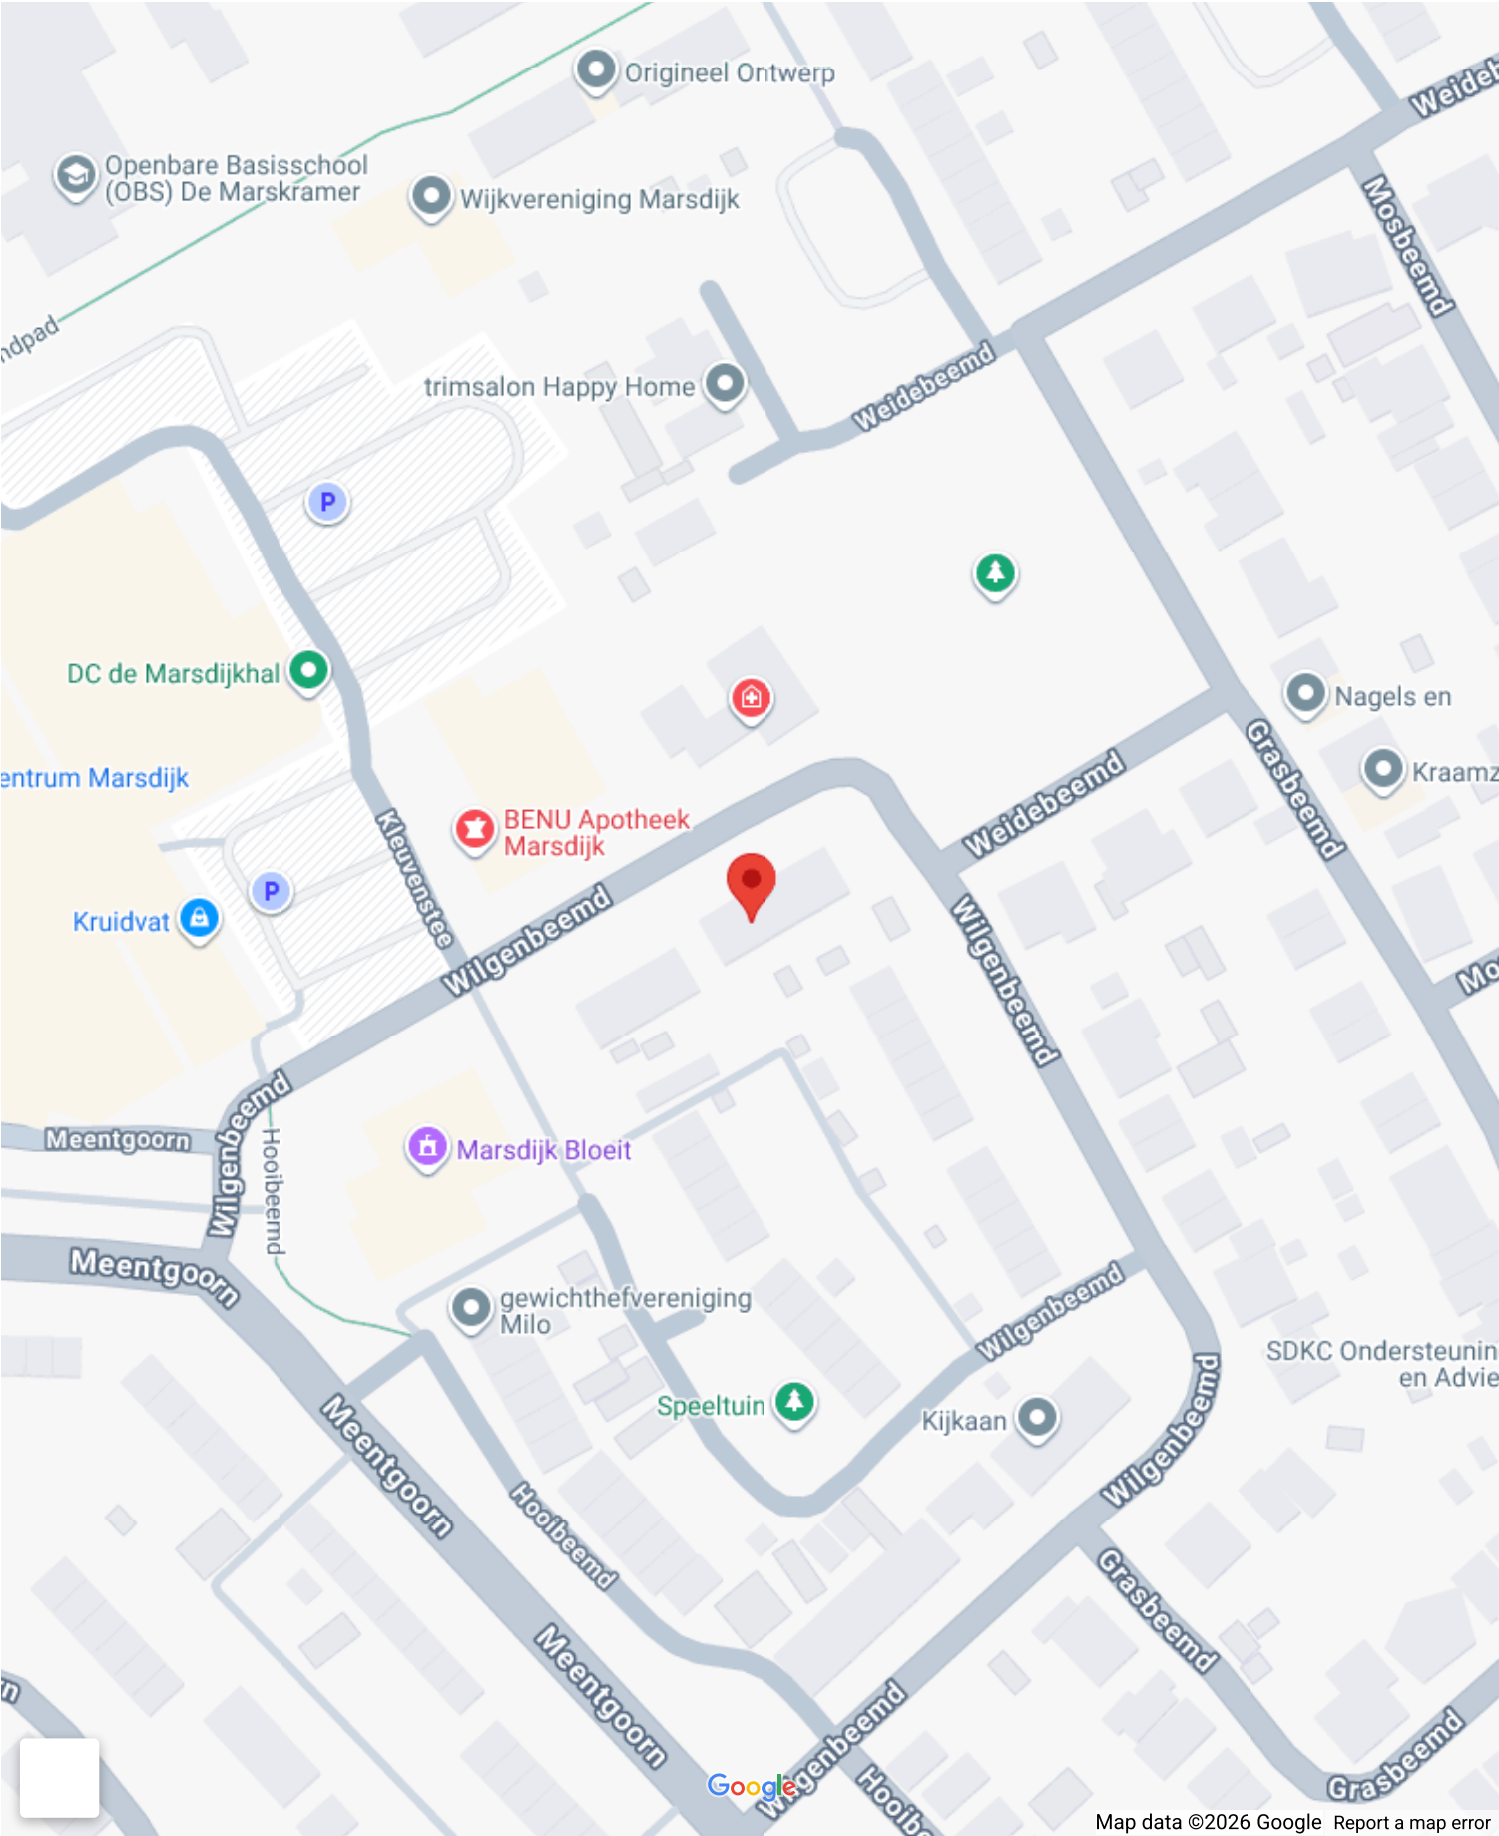 Origineel Ontwerp
Weideb
Openbare Basisschool
(OBS) De Marskramer
Wijkvereniging Marsdijk
Mosbeemd
ndpad
trimsalon Happy Home
Weidebeemd
P
DC de Marsdijkhal
Nagels en
Grasbeemd
entrum Marsdijk
Kraamz
Weidebeemd
BENU Apotheek
Marsdijk
Kleuvenstee
P
Kruidvat
Wilgenbeemd
Wilgenbeemd
Mo
Wilgenbeemd
Meentgoorn
Hooibeemd
Marsdijk Bloeit
Meentgoorn
gewichthefvereniging
Milo
Wilgenbeemd
SDKC Ondersteunin
en Advie
Speeltuin
Kijkaan
Wilgenbeemd
Meentgoorn
Hooibeemd
Grasbeemd
Meentgoorn
rn
Wilgenbeemd
Grasbeemd
Google
Hooibe
Map data ©2026 Google
Report a map error